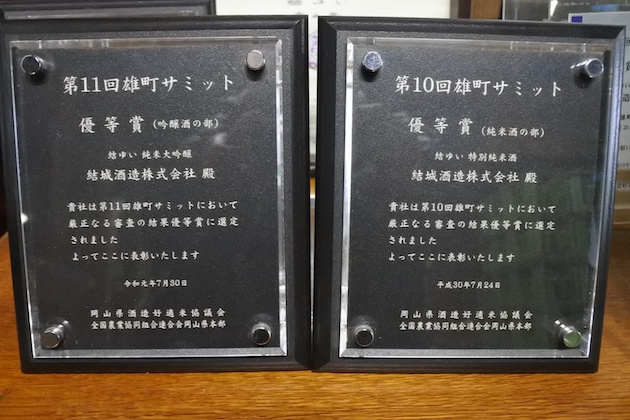 第11回雄町サミット
優等賞(吟醸酒の部)
結ゆい 純米大吟醸
結城酒造株式会社 殿
貴社は第11回雄町サミットにおいて
厳正なる審査の結果優等賞に選定
されました
よってここに表彰いたします
令和元年7月30日
岡山県酒造好適米協議会
全国農業協同組合連合会岡山県本部
第10回雄町サミット
優等賞(純米酒の部)
結ゆい 特別純米酒
結城酒造株式会社 殿
貴社は第10回雄町サミットにおいて
厳正なる審査の結果優等賞に選定
されました
よってここに表彰いたします
平成30年7月24日
岡山県酒造好適米協議会
全国農業協同組合連合会岡山県本部